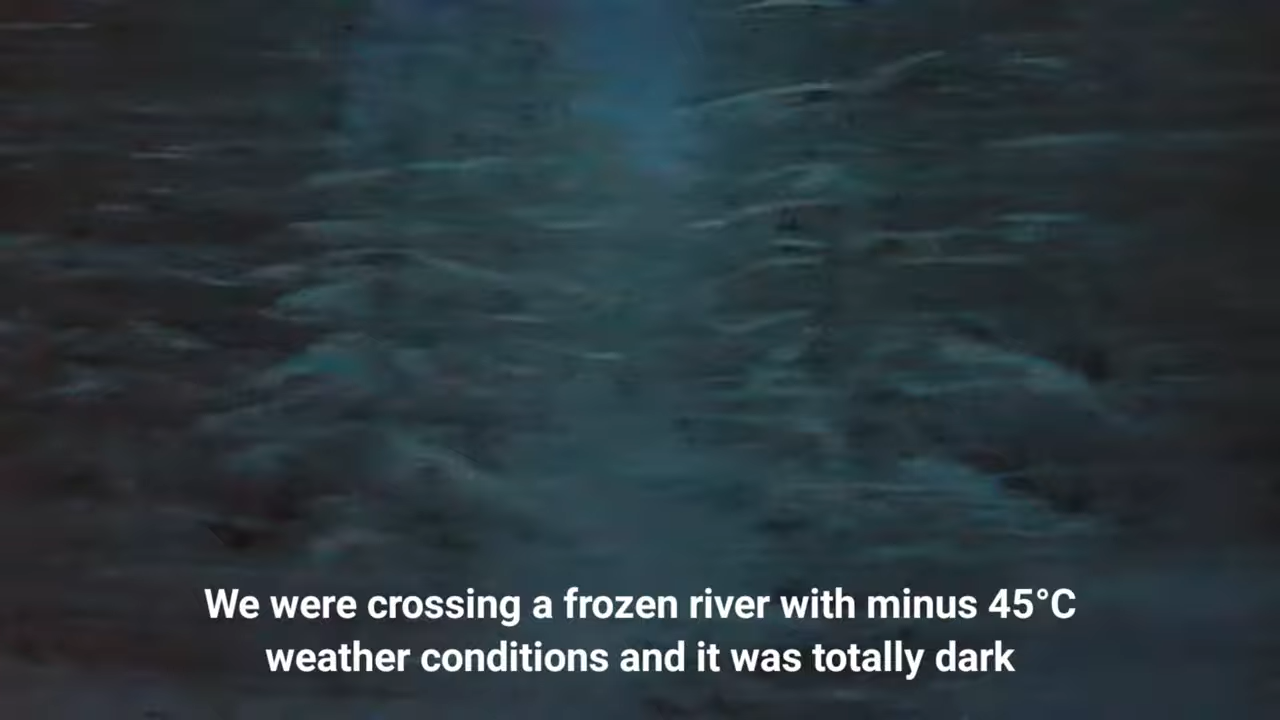 We were crossing a frozen river with minus 45°C
weather conditions and it was totally dark